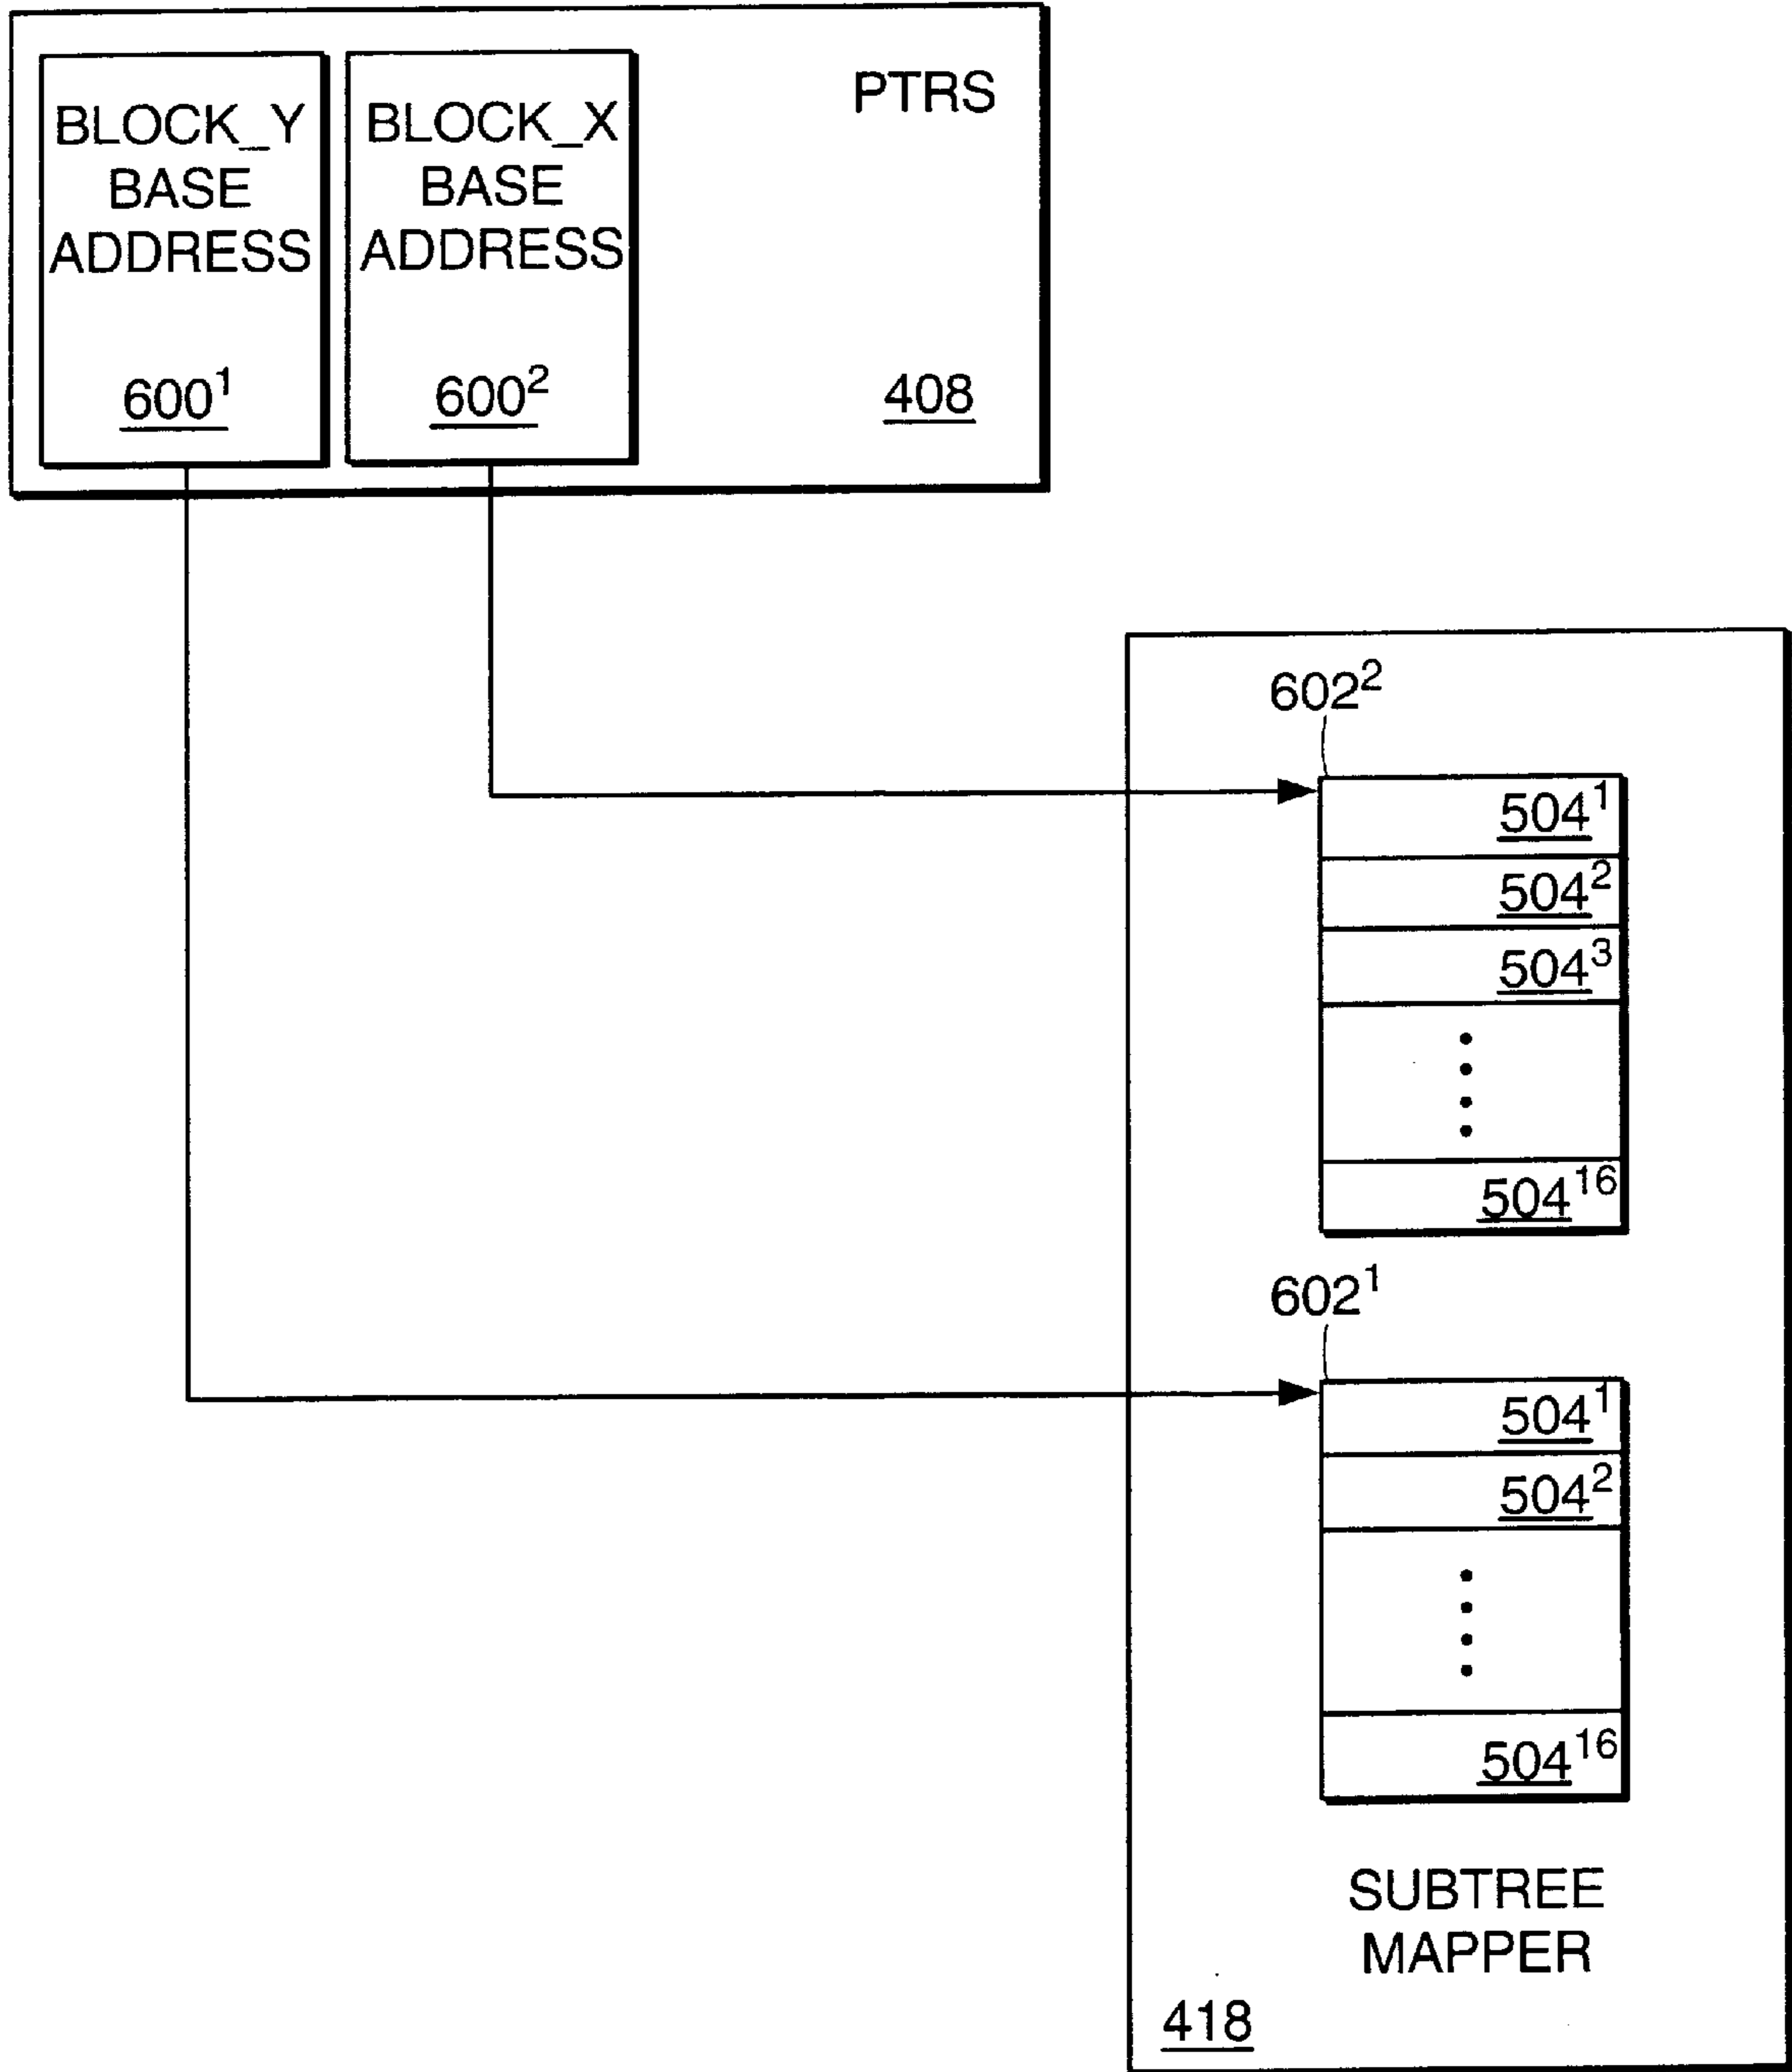 BLOCK_Y
BASE
ADDRESS
600¹
BLOCK_X
BASE
ADDRESS
600²
PTRS
408
602²
504¹
504²
504³
504¹⁶
602¹
504¹
504²
504¹⁶
SUBTREE
MAPPER
418